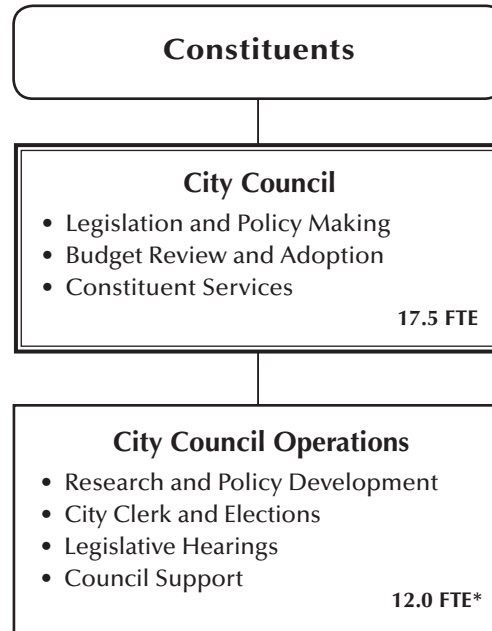 Constituents
City Council
• Legislation and Policy Making
• Budget Review and Adoption
• Constituent Services
17.5 FTE
City Council Operations
• Research and Policy Development
• City Clerk and Elections
• Legislative Hearings
• Council Support
12.0 FTE*